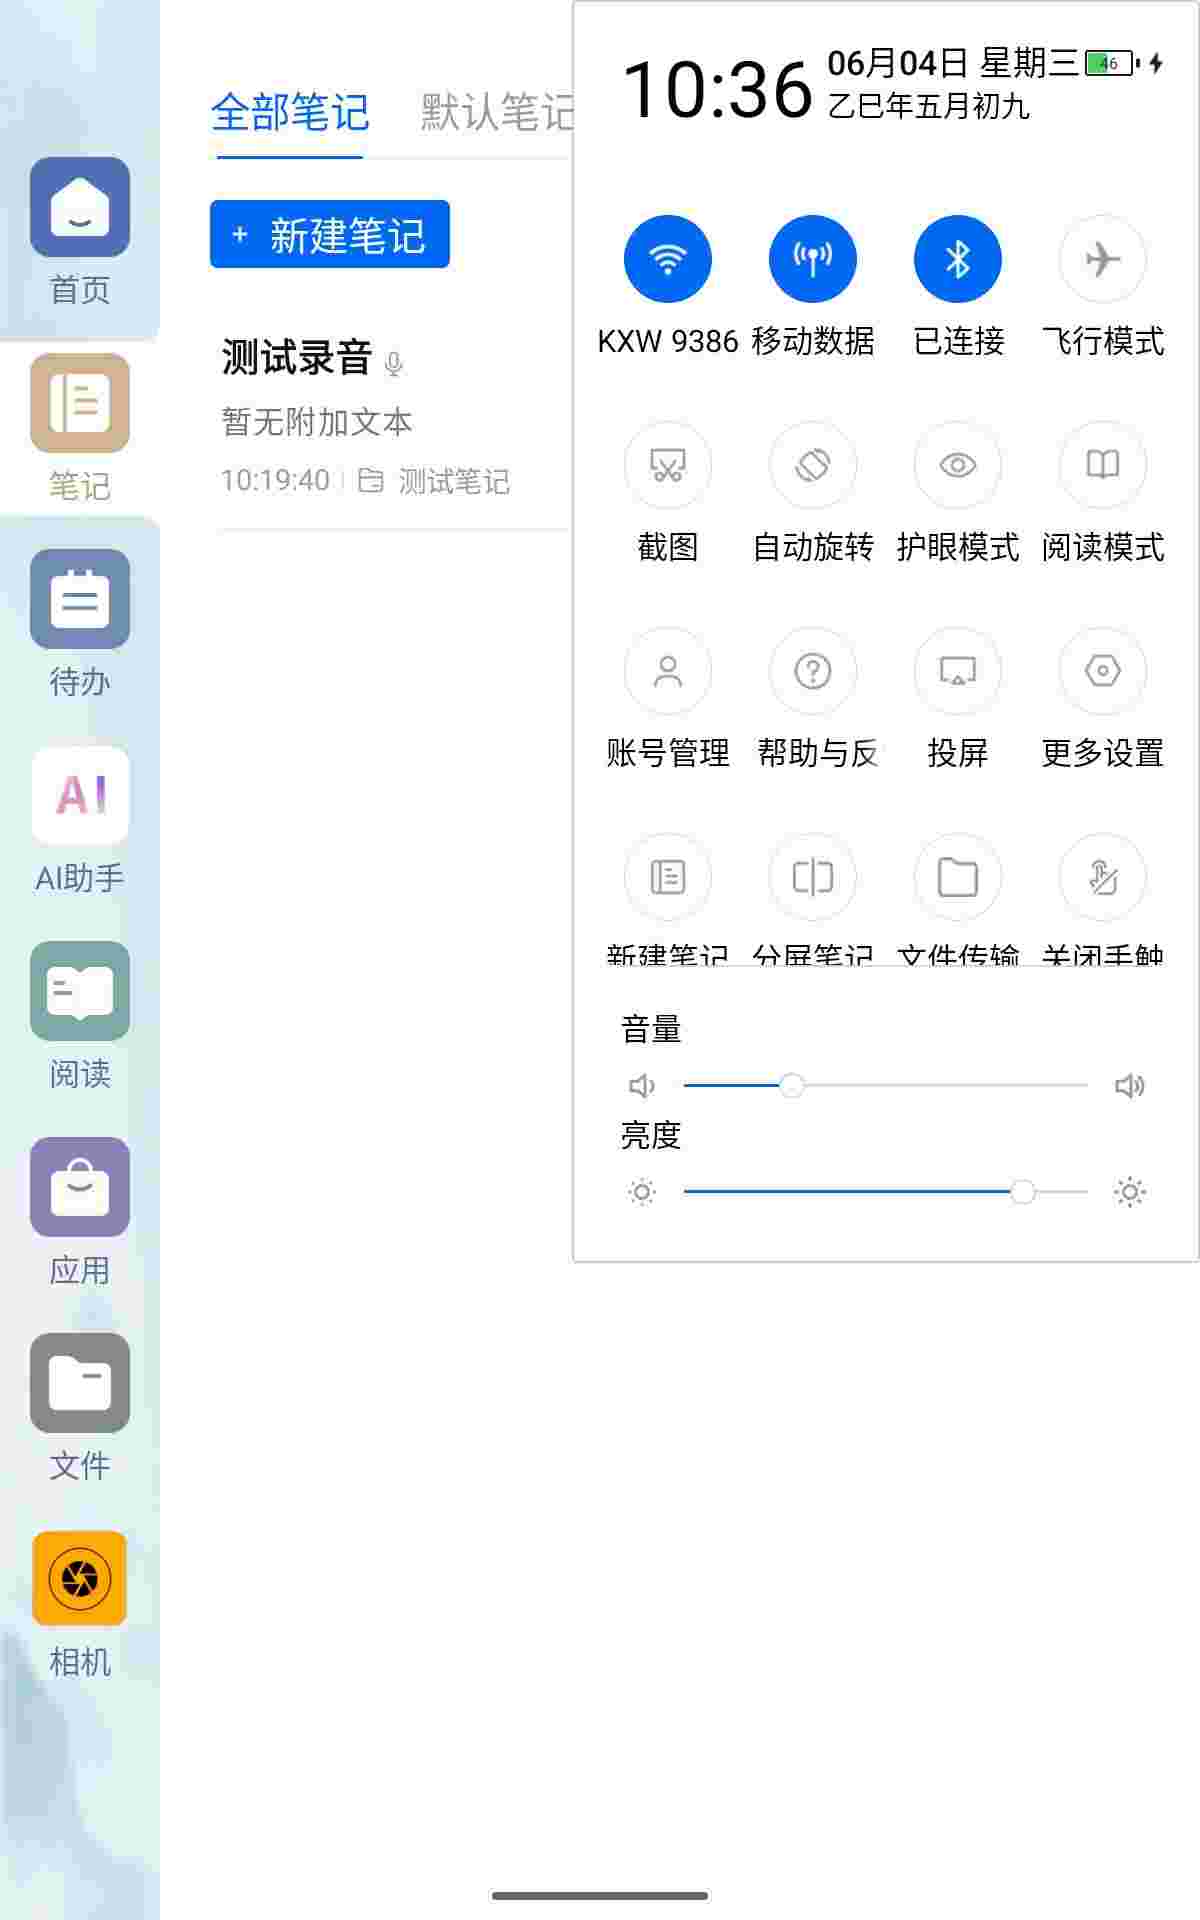 首页
笔记
待办
AI
AI助手
阅读
应用
文件
相机
全部笔记 默认笔记
+ 新建笔记
测试录音
暂无附加文本
10:19:40 测试笔记
10:36 06月04日 星期三 46
乙巳年五月初九
KXW 9386 移动数据 已连接 飞行模式
截图 自动旋转 护眼模式 阅读模式
账号管理 帮助与反 投屏 更多设置
新建笔记 分屏笔记 文件传输 关闭手触
音量
亮度